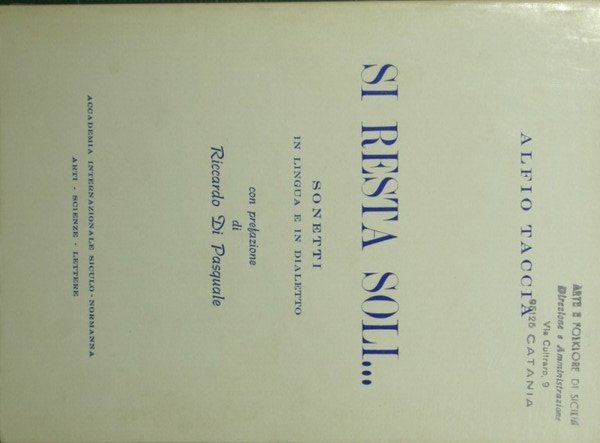 ARTE E FOLKLORE DI SICILIA
Direzione e Amministrazione
Via Cultraro, 9
95125 CATANIA
ALFIO TACCIA
SI RESTA SOLI...
SONETTI
IN LINGUA E IN DIALETTO
con prefazione
di
Riccardo Di Pasquale
ACCADEMIA INTERNAZIONALE SICULO-NORMANNA
ARTI - SCIENZE - LETTERE